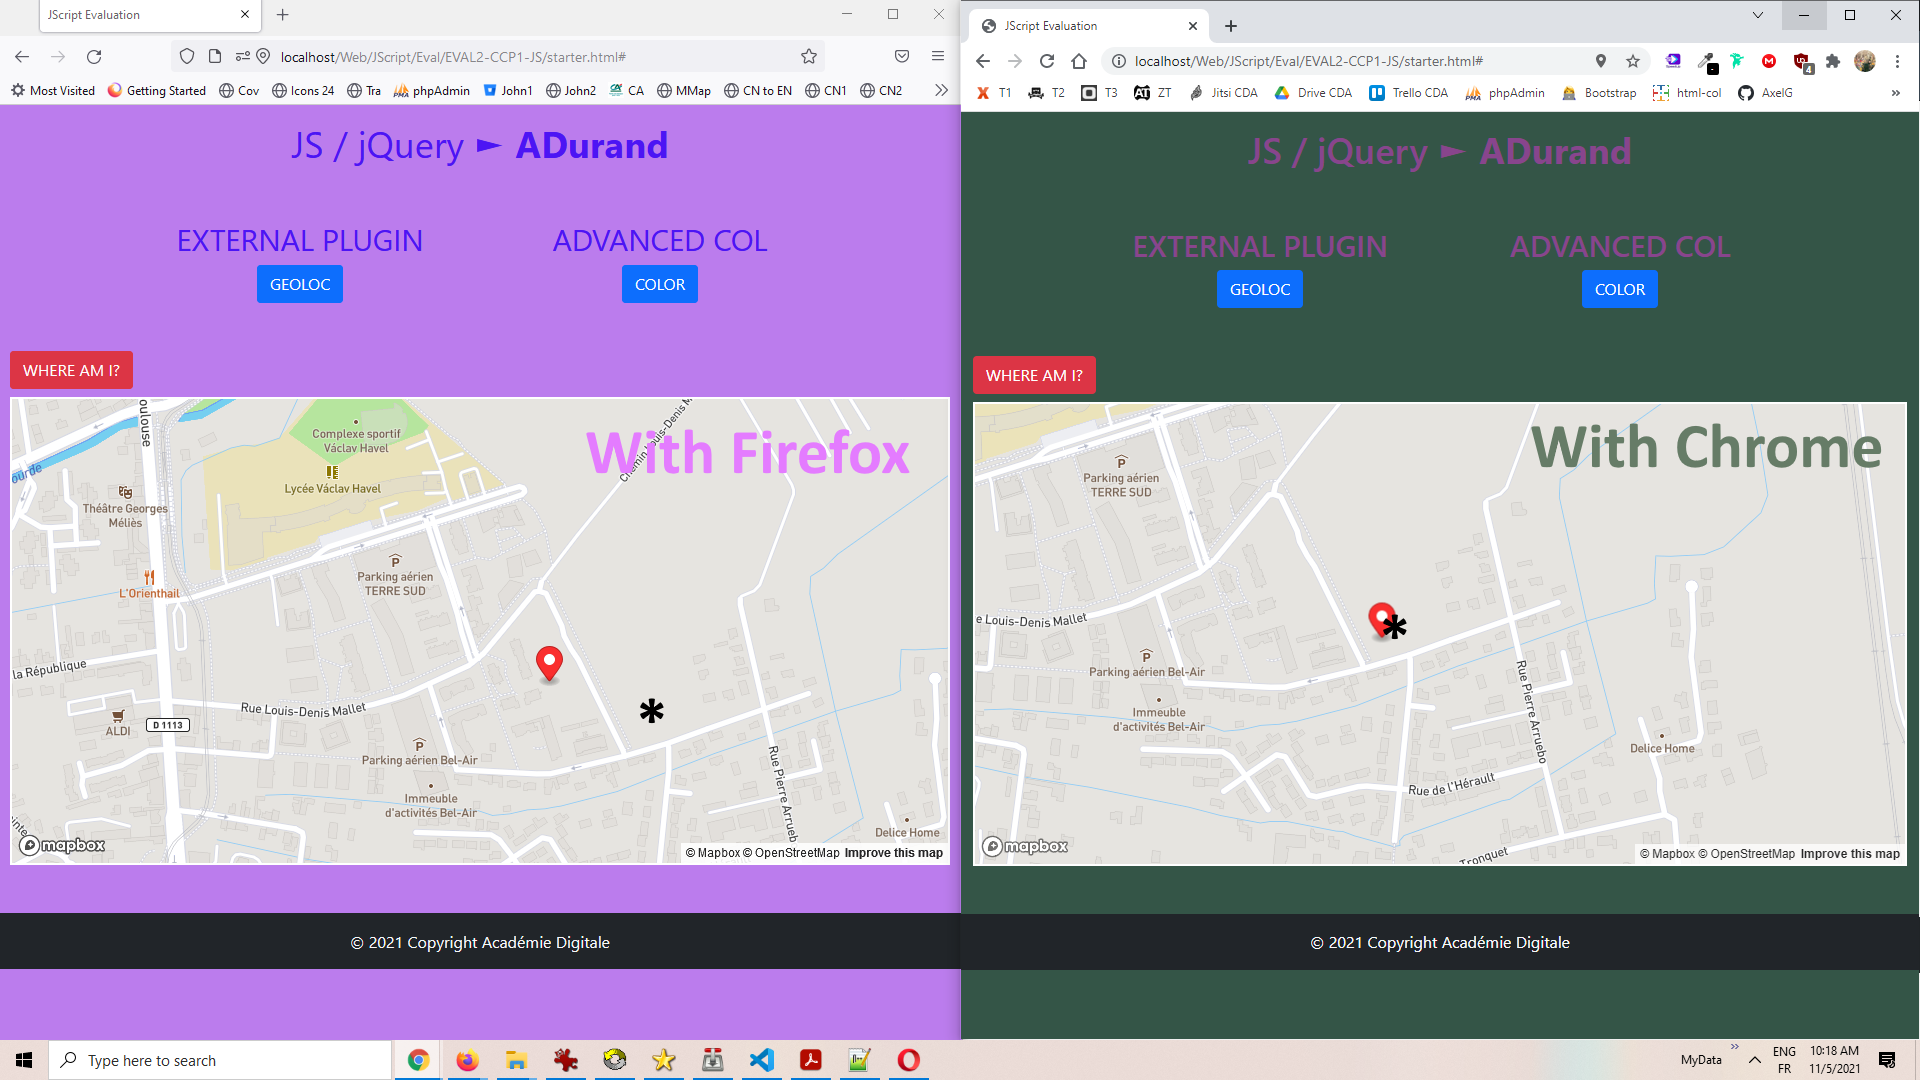 JScript Evaluation
localhost/Web/JScript/Eval/EVAL2-CCP1-JS/starter.html#
Most Visited Getting Started Cov Icons 24 Tra phpAdmin John1 John2 CA MMap CN to EN CN1 CN2
JS / jQuery ► ADurand
EXTERNAL PLUGIN ADVANCED COL
GEOLOC COLOR
WHERE AM I?
With Firefox
oulouse
ourde
Complexe sportif
Václav Havel
Lycée Václav Havel
Théâtre Georges
Méliès
L'Orienthail
Parking aérien
TERRE SUD
Chemin Louis-Denis M
la République
Rue Louis-Denis Mallet
ALDI
D 1113
Parking aérien Bel-Air
Immeuble
d'activités Bel-Air
Rue Pierre Arrueb
Delice Home
ointe
*
mapbox
© Mapbox © OpenStreetMap Improve this map
© 2021 Copyright Académie Digitale
JScript Evaluation
localhost/Web/JScript/Eval/EVAL2-CCP1-JS/starter.html#
4
T1 T2 T3 ZT Jitsi CDA Drive CDA Trello CDA phpAdmin Bootstrap html-col AxelG
JS / jQuery ► ADurand
EXTERNAL PLUGIN ADVANCED COL
GEOLOC COLOR
WHERE AM I?
With Chrome
Parking aérien
TERRE SUD
e Louis-Denis Mallet
*
Parking aérien Bel-Air
Immeuble
d'activités Bel-Air
Rue Pierre Arruebo
Delice Home
Rue de l'Hérault
Tronquet
mapbox
© Mapbox © OpenStreetMap Improve this map
© 2021 Copyright Académie Digitale
Type here to search
MyData
ENG
FR
10:18 AM
11/5/2021